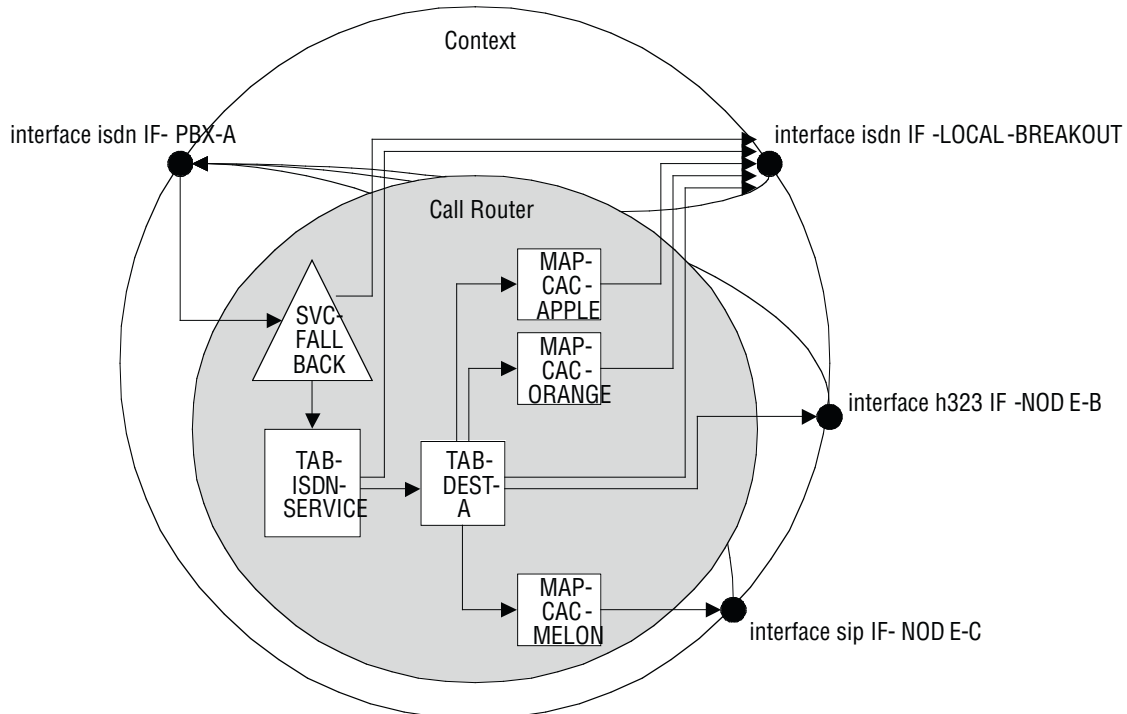 Context
interface isdn IF- PBX-A
interface isdn IF -LOCAL -BREAKOUT
Call Router
MAP-
CAC -
APPLE
SVC-
FALL
BACK
MAP-
CAC -
ORANGE
interface h323 IF -NOD E-B
TAB-
ISDN-
SERVICE
TAB-
DEST-
A
MAP-
CAC -
MELON
interface sip IF- NOD E-C